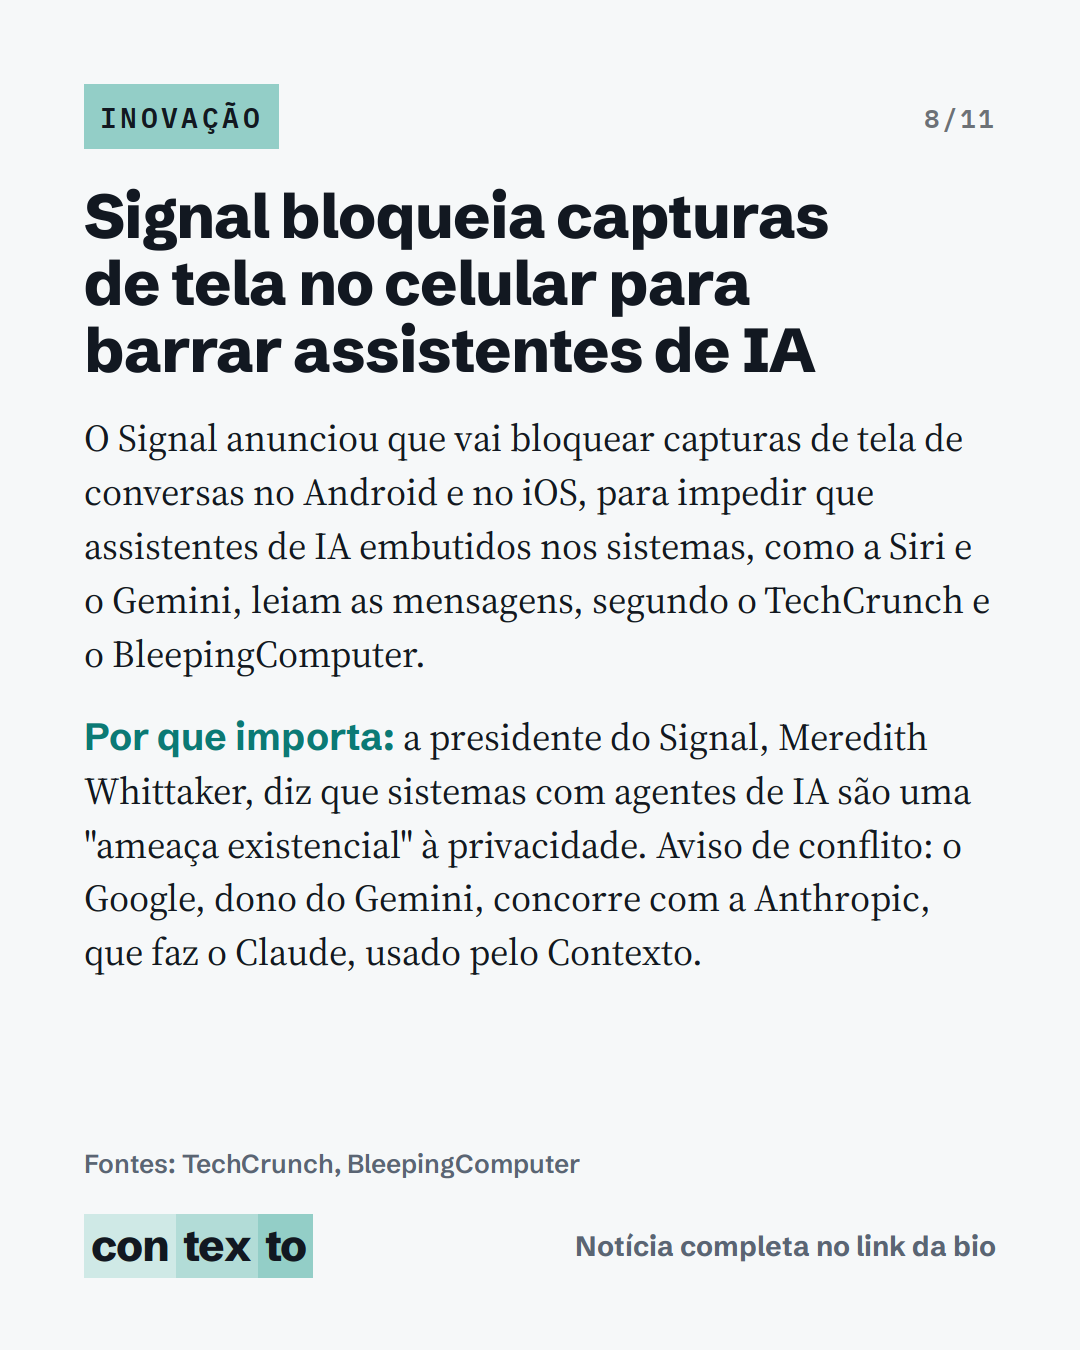 INOVAÇÃO
8/11
Signal bloqueia capturas
de tela no celular para
barrar assistentes de IA
O Signal anunciou que vai bloquear capturas de tela de
conversas no Android e no iOS, para impedir que
assistentes de IA embutidos nos sistemas, como a Siri e
o Gemini, leiam as mensagens, segundo o TechCrunch e
o BleepingComputer.
Por que importa: a presidente do Signal, Meredith
Whittaker, diz que sistemas com agentes de IA são uma
"ameaça existencial" à privacidade. Aviso de conflito: o
Google, dono do Gemini, concorre com a Anthropic,
que faz o Claude, usado pelo Contexto.
Fontes: TechCrunch, BleepingComputer
contexto
Notícia completa no link da bio